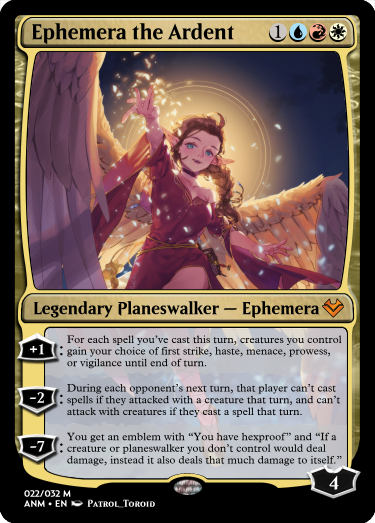 Ephemera the Ardent 1
Legendary Planeswalker — Ephemera
+1 : For each spell you've cast this turn, creatures you control
gain your choice of first strike, haste, menace, prowess,
or vigilance until end of turn.
-2 : During each opponent's next turn, that player can't cast
spells if they attacked with a creature that turn, and can't
attack with creatures if they cast a spell that turn.
-7 : You get an emblem with “You have hexproof” and “If a
creature or planeswalker you don't control would deal
damage, instead it also deals that much damage to itself.”
4
022/032 M
ANM • EN Patrol_Toroid